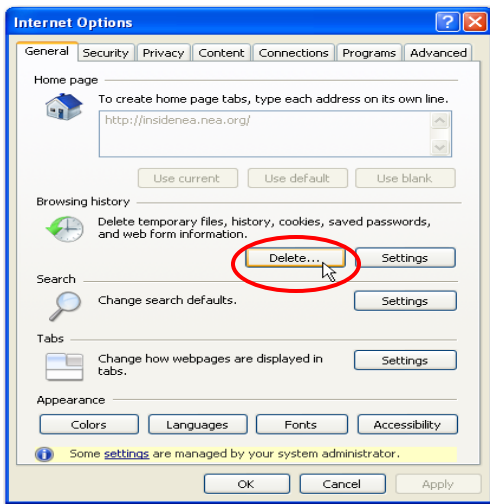 Internet Options
General Security Privacy Content Connections Programs Advanced
Home page
To create home page tabs, type each address on its own line.
http://insidenea.nea.org/
Use current Use default Use blank
Browsing history
Delete temporary files, history, cookies, saved passwords,
and web form information.
Delete... Settings
Search
Change search defaults. Settings
Tabs
Change how webpages are displayed in
tabs. Settings
Appearance
Colors Languages Fonts Accessibility
Some settings are managed by your system administrator.
OK Cancel Apply